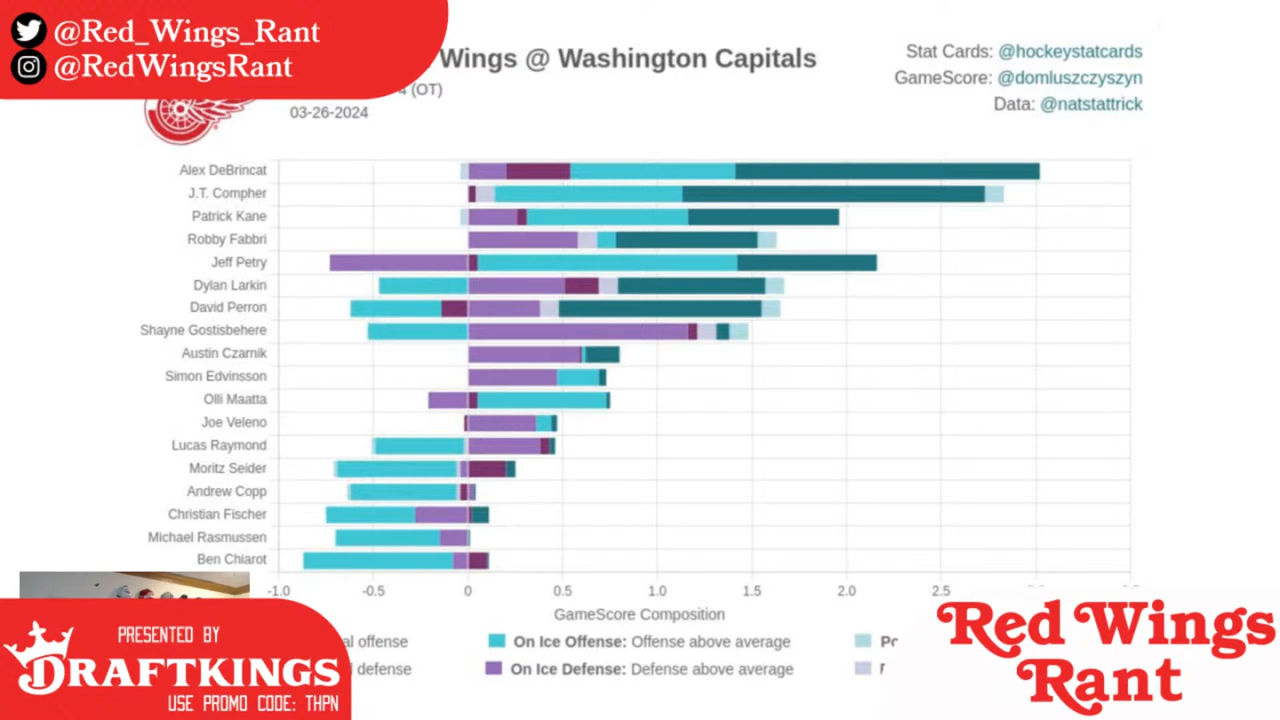 @Red_Wings_Rant
@RedWingsRant
Wings @ Washington Capitals
4 (OT)
03-26-2024
Stat Cards: @hockeystatcards
GameScore: @domluszczyszyn
Data: @natstattrick
Alex DeBrincat
J.T. Compher
Patrick Kane
Robby Fabbri
Jeff Petry
Dylan Larkin
David Perron
Shayne Gostisbehere
Austin Czarnik
Simon Edvinsson
Olli Maatta
Joe Veleno
Lucas Raymond
Moritz Seider
Andrew Copp
Christian Fischer
Michael Rasmussen
Ben Chiarot
-1.0 -0.5 0 0.5 1.0 1.5 2.0 2.5
GameScore Composition
al offense On Ice Offense: Offense above average
defense On Ice Defense: Defense above average
PRESENTED BY
DRAFTKINGS
USE PROMO CODE: THPN
Red Wings
Rant